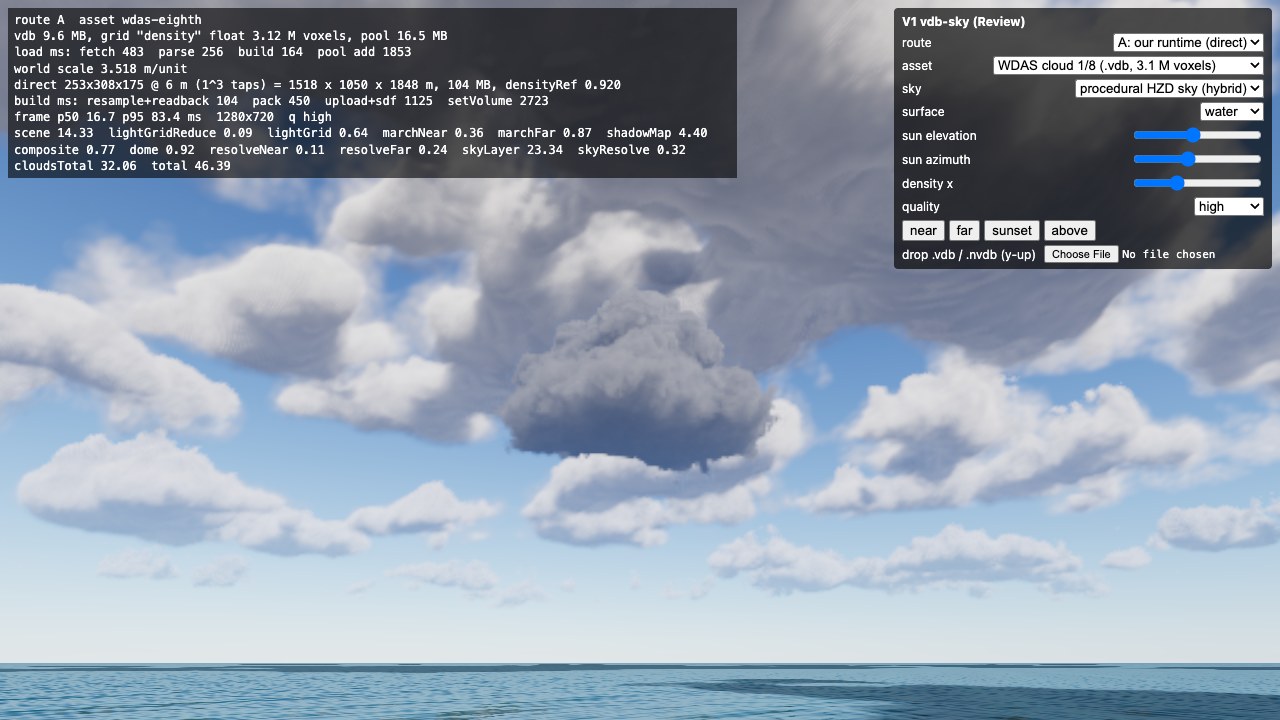 route A  asset wdas-eighth
vdb 9.6 MB, grid "density" float 3.12 M voxels, pool 16.5 MB
load ms: fetch 483  parse 256  build 164  pool add 1853
world scale 3.518 m/unit
direct 253x308x175 @ 6 m (1^3 taps) = 1518 x 1050 x 1848 m, 104 MB, densityRef 0.920
build ms: resample+readback 104  pack 450  upload+sdf 1125  setVolume 2723
frame p50 16.7 p95 83.4 ms  1280x720  q high
scene 14.33  lightGridReduce 0.09  lightGrid 0.64  marchNear 0.36  marchFar 0.87  shadowMap 4.40
composite 0.77  dome 0.92  resolveNear 0.11  resolveFar 0.24  skyLayer 23.34  skyResolve 0.32
cloudsTotal 32.06  total 46.39
V1 vdb-sky (Review)
route A: our runtime (direct)
asset WDAS cloud 1/8 (.vdb, 3.1 M voxels)
sky procedural HZD sky (hybrid)
surface water
sun elevation
sun azimuth
density x
quality high
near far sunset above
drop .vdb / .nvdb (y-up) Choose File No file chosen